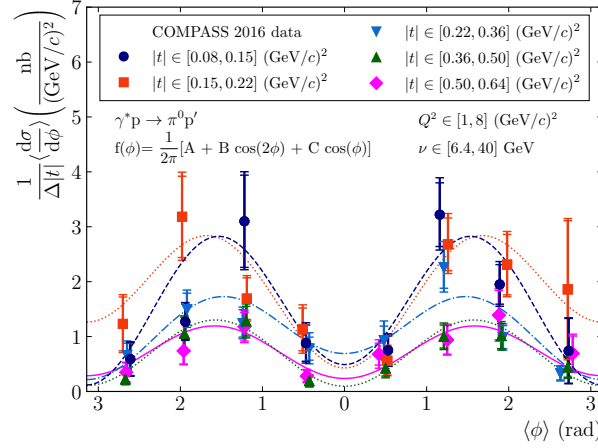 7
6
5
4
3
2
1
0
1/Δ|t| ⟨dσ/dϕ⟩ (nb/(GeV/c)²)
COMPASS 2016 data
|t| ∈ [0.08, 0.15] (GeV/c)²
|t| ∈ [0.15, 0.22] (GeV/c)²
|t| ∈ [0.22, 0.36] (GeV/c)²
|t| ∈ [0.36, 0.50] (GeV/c)²
|t| ∈ [0.50, 0.64] (GeV/c)²
γ*p → π⁰p′
f(ϕ)= 1/2π [A + B cos(2ϕ) + C cos(ϕ)]
Q² ∈ [1, 8] (GeV/c)²
ν ∈ [6.4, 40] GeV
3 2 1 0 1 2 3
⟨ϕ⟩ (rad)